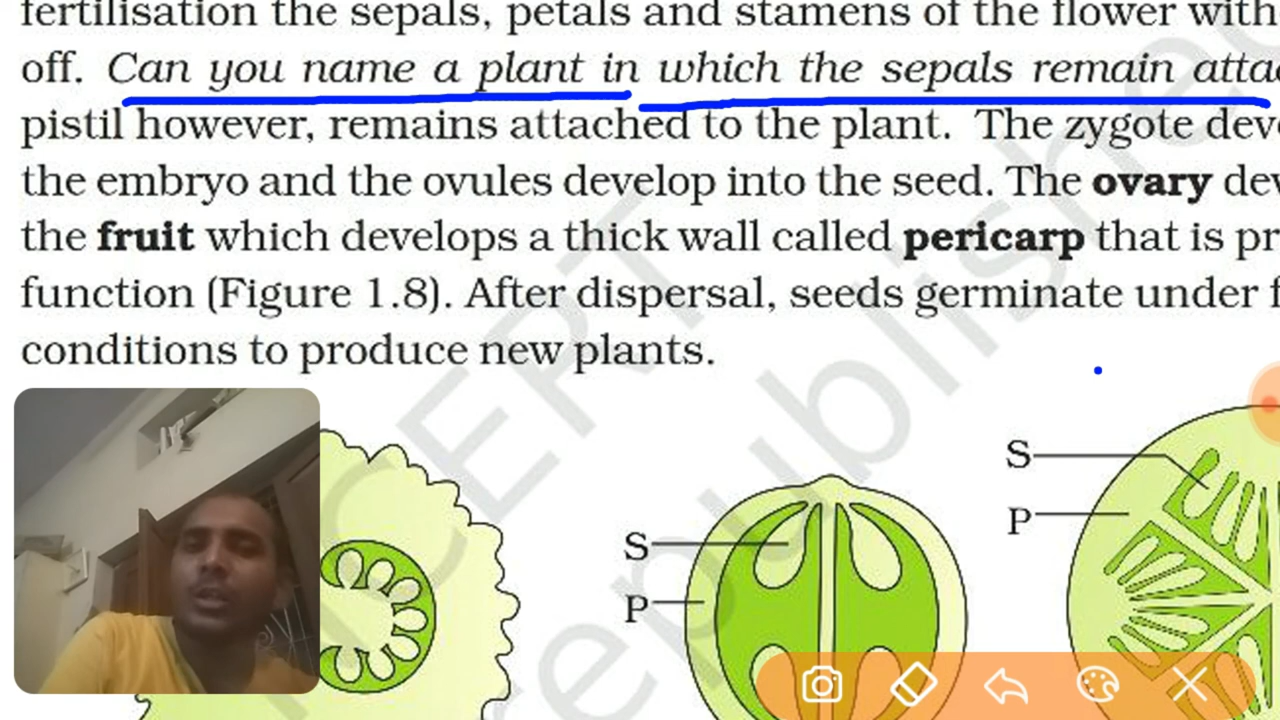 fertilisation the sepals, petals and stamens of the flower with
off. Can you name a plant in which the sepals remain atta
pistil however, remains attached to the plant. The zygote dev
the embryo and the ovules develop into the seed. The ovary dev
the fruit which develops a thick wall called pericarp that is pr
function (Figure 1.8). After dispersal, seeds germinate under f
conditions to produce new plants.
S
P
S
P